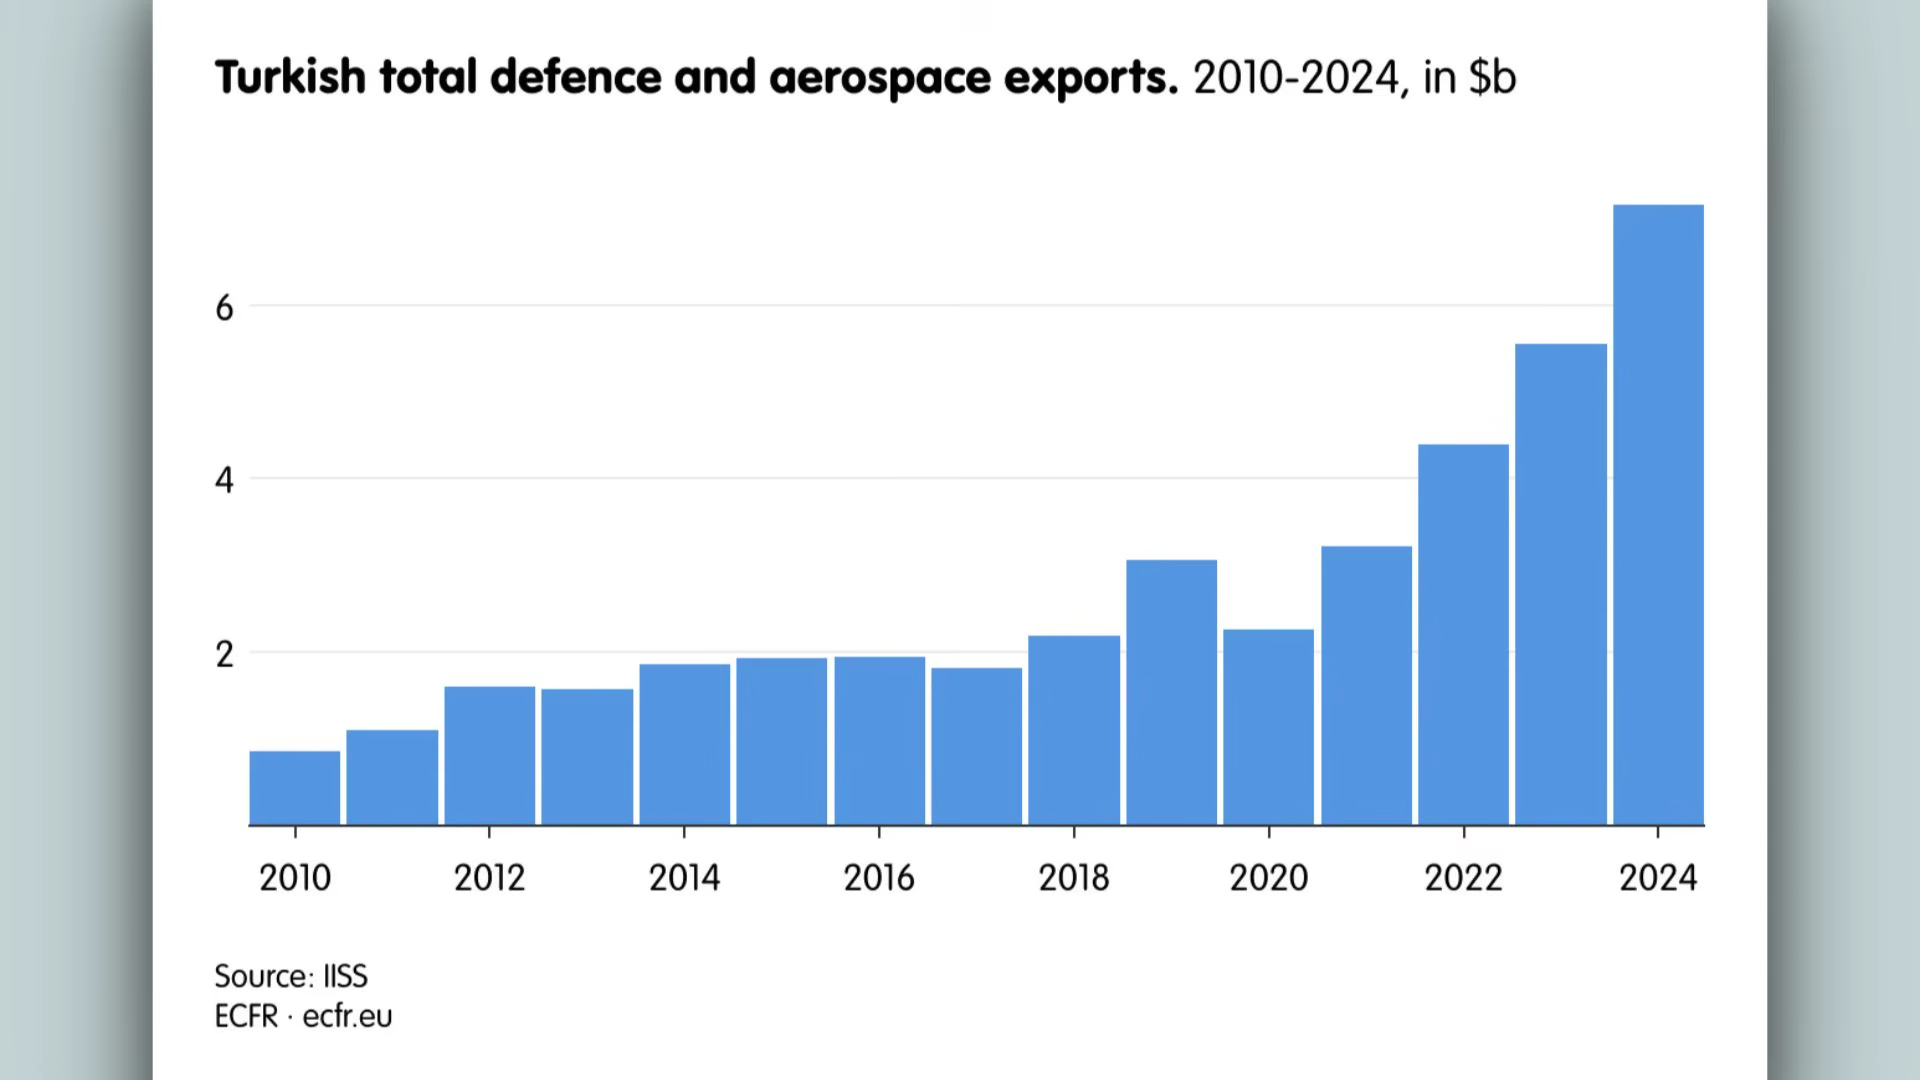 Turkish total defence and aerospace exports. 2010-2024, in $b
6
4
2
2010 2012 2014 2016 2018 2020 2022 2024
Source: IISS
ECFR · ecfr.eu